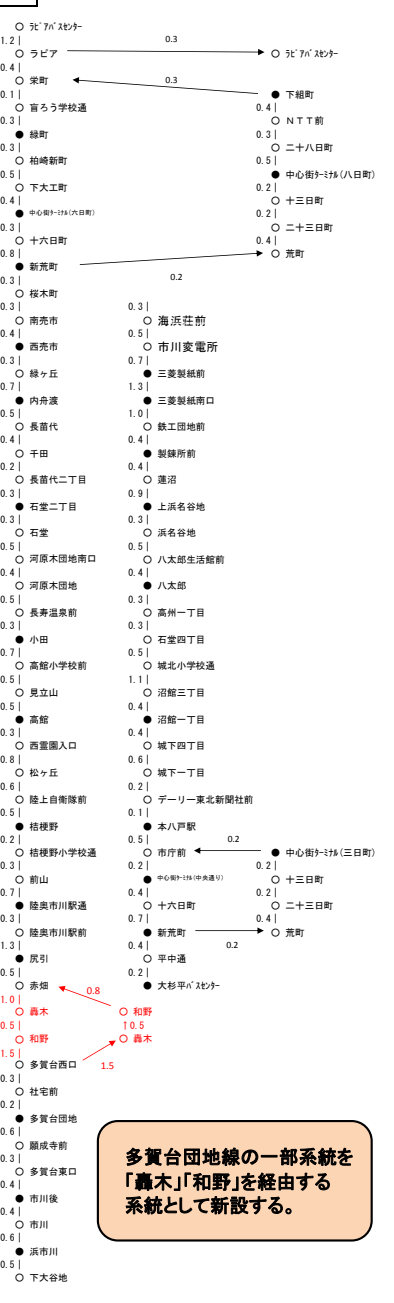 ラピアバスセンター
1.2
0.3
ラピア
ラピアバスセンター
0.4
栄町
0.3
0.1
下組町
盲ろう学校通
0.4
0.3
ＮＴＴ前
緑町
0.3
0.3
二十八日町
柏崎新町
0.5
0.5
中心街ターミナル(八日町)
下大工町
0.2
0.4
十三日町
中心街ターミナル(六日町)
0.2
0.3
二十三日町
十六日町
0.4
0.8
荒町
新荒町
0.2
0.3
桜木町
0.3
南売市
0.4
西売市
0.3
緑ヶ丘
0.7
内舟渡
0.5
長苗代
0.4
千田
0.2
長苗代二丁目
0.3
石堂二丁目
0.3
石堂
0.5
河原木団地南口
0.4
河原木団地
0.5
長寿温泉前
0.3
小田
0.7
高館小学校前
0.5
見立山
0.5
高館
0.3
西霊園入口
0.8
松ヶ丘
0.6
陸上自衛隊前
0.5
桔梗野
0.2
桔梗野小学校通
0.3
前山
0.7
陸奥市川駅通
0.3
陸奥市川駅前
1.3
尻引
0.5
赤畑
0.8
1.0
轟木
0.5
和野
1.5
多賀台西口
0.3
社宅前
0.2
多賀台団地
0.6
願成寺前
0.3
多賀台東口
0.4
市川後
0.4
市川
0.6
浜市川
0.5
下大谷地
0.3
海浜荘前
0.5
市川変電所
0.7
三菱製紙前
1.3
三菱製紙南口
1.0
鉄工団地前
0.4
製錬所前
0.4
蓮沼
0.9
上浜名谷地
0.3
浜名谷地
0.5
八太郎生活館前
0.4
八太郎
0.3
高州一丁目
0.3
石堂四丁目
0.5
城北小学校通
1.1
沼館三丁目
0.4
沼館一丁目
0.4
城下四丁目
0.6
城下一丁目
0.2
デーリー東北新聞社前
0.1
本八戸駅
0.5
0.2
市庁前
中心街ターミナル(三日町)
0.2
0.2
中心街ターミナル(中央通り)
十三日町
0.4
0.2
十六日町
二十三日町
0.7
0.4
新荒町
荒町
0.4
0.2
平中通
0.2
大杉平バスセンター
和野
↑0.5
轟木
1.5
多賀台団地線の一部系統を
「轟木」「和野」を経由する
系統として新設する。